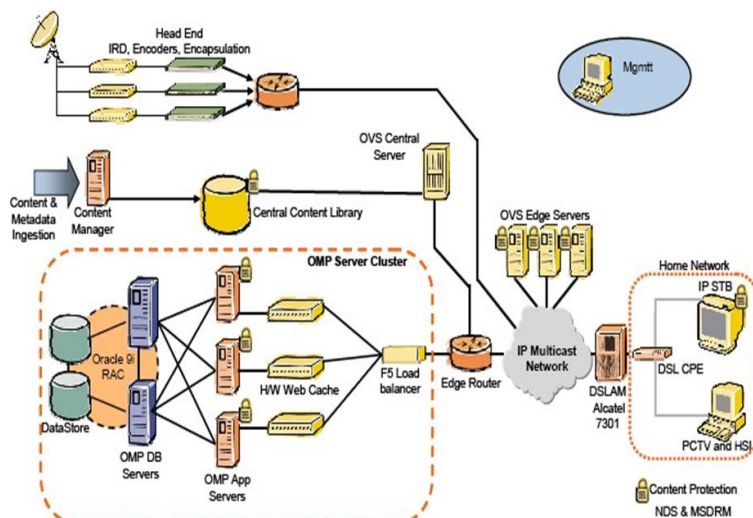 Head End
IRD, Encoders, Encapsulation
Mgmtt
OVS Central
Server
Content &
Metadata
Ingestion
Content
Manager
Central Content Library
OVS Edge Servers
OMP Server Cluster
Home Network
IP STB
Oracle 9i
RAC
H/W Web Cache
F5 Load
balancer
Edge Router
IP Multicast
Network
DSLAM
Alcatel
7301
DSL CPE
DataStore
OMP DB
Servers
OMP App
Servers
PCTV and HSI
Content Protection
NDS & MSDRM